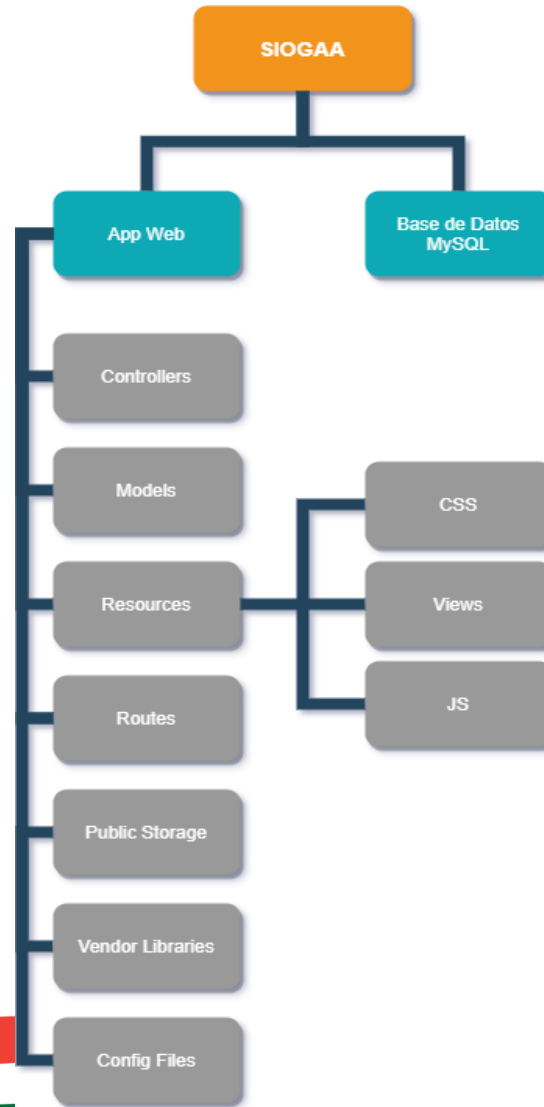 SIOGAA
App Web
Base de Datos
MySQL
Controllers
Models
Resources
CSS
Views
JS
Routes
Public Storage
Vendor Libraries
Config Files